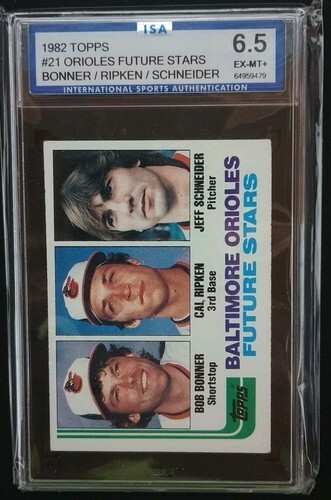 ISA
1982 TOPPS
#21 ORIOLES FUTURE STARS
BONNER / RIPKEN / SCHNEIDER
6.5
EX-MT+
64959479
INTERNATIONAL SPORTS AUTHENTICATION
JEFF SCHNEIDER
Pitcher
CAL RIPKEN
3rd Base
BOB BONNER
Shortstop
BALTIMORE ORIOLES
FUTURE STARS
TOPPS